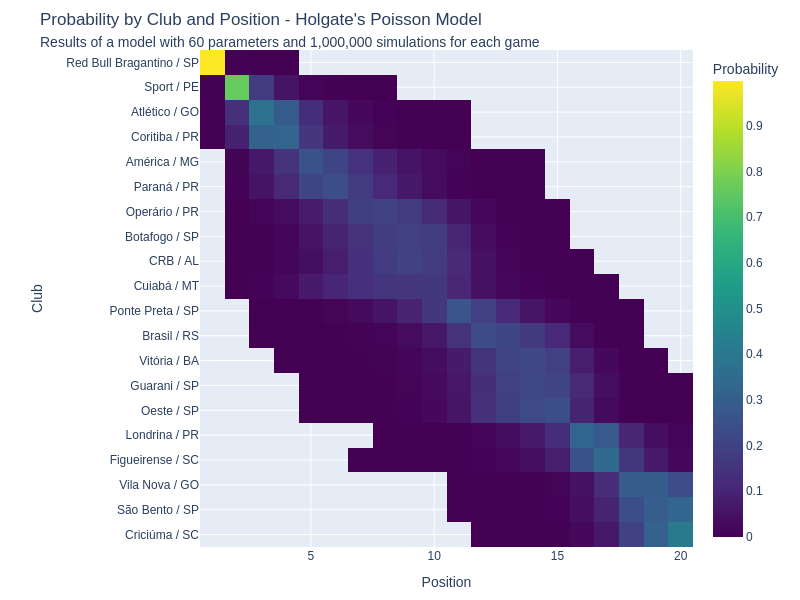 Probability by Club and Position - Holgate's Poisson Model
Results of a model with 60 parameters and 1,000,000 simulations for each game
Probability
Red Bull Bragantino / SP
Sport / PE
Atlético / GO
Coritiba / PR
América / MG
Paraná / PR
Operário / PR
Botafogo / SP
CRB / AL
Cuiabá / MT
Ponte Preta / SP
Brasil / RS
Vitória / BA
Guarani / SP
Oeste / SP
Londrina / PR
Figueirense / SC
Vila Nova / GO
São Bento / SP
Criciúma / SC
Club
5
10
15
20
Position
0.9
0.8
0.7
0.6
0.5
0.4
0.3
0.2
0.1
0